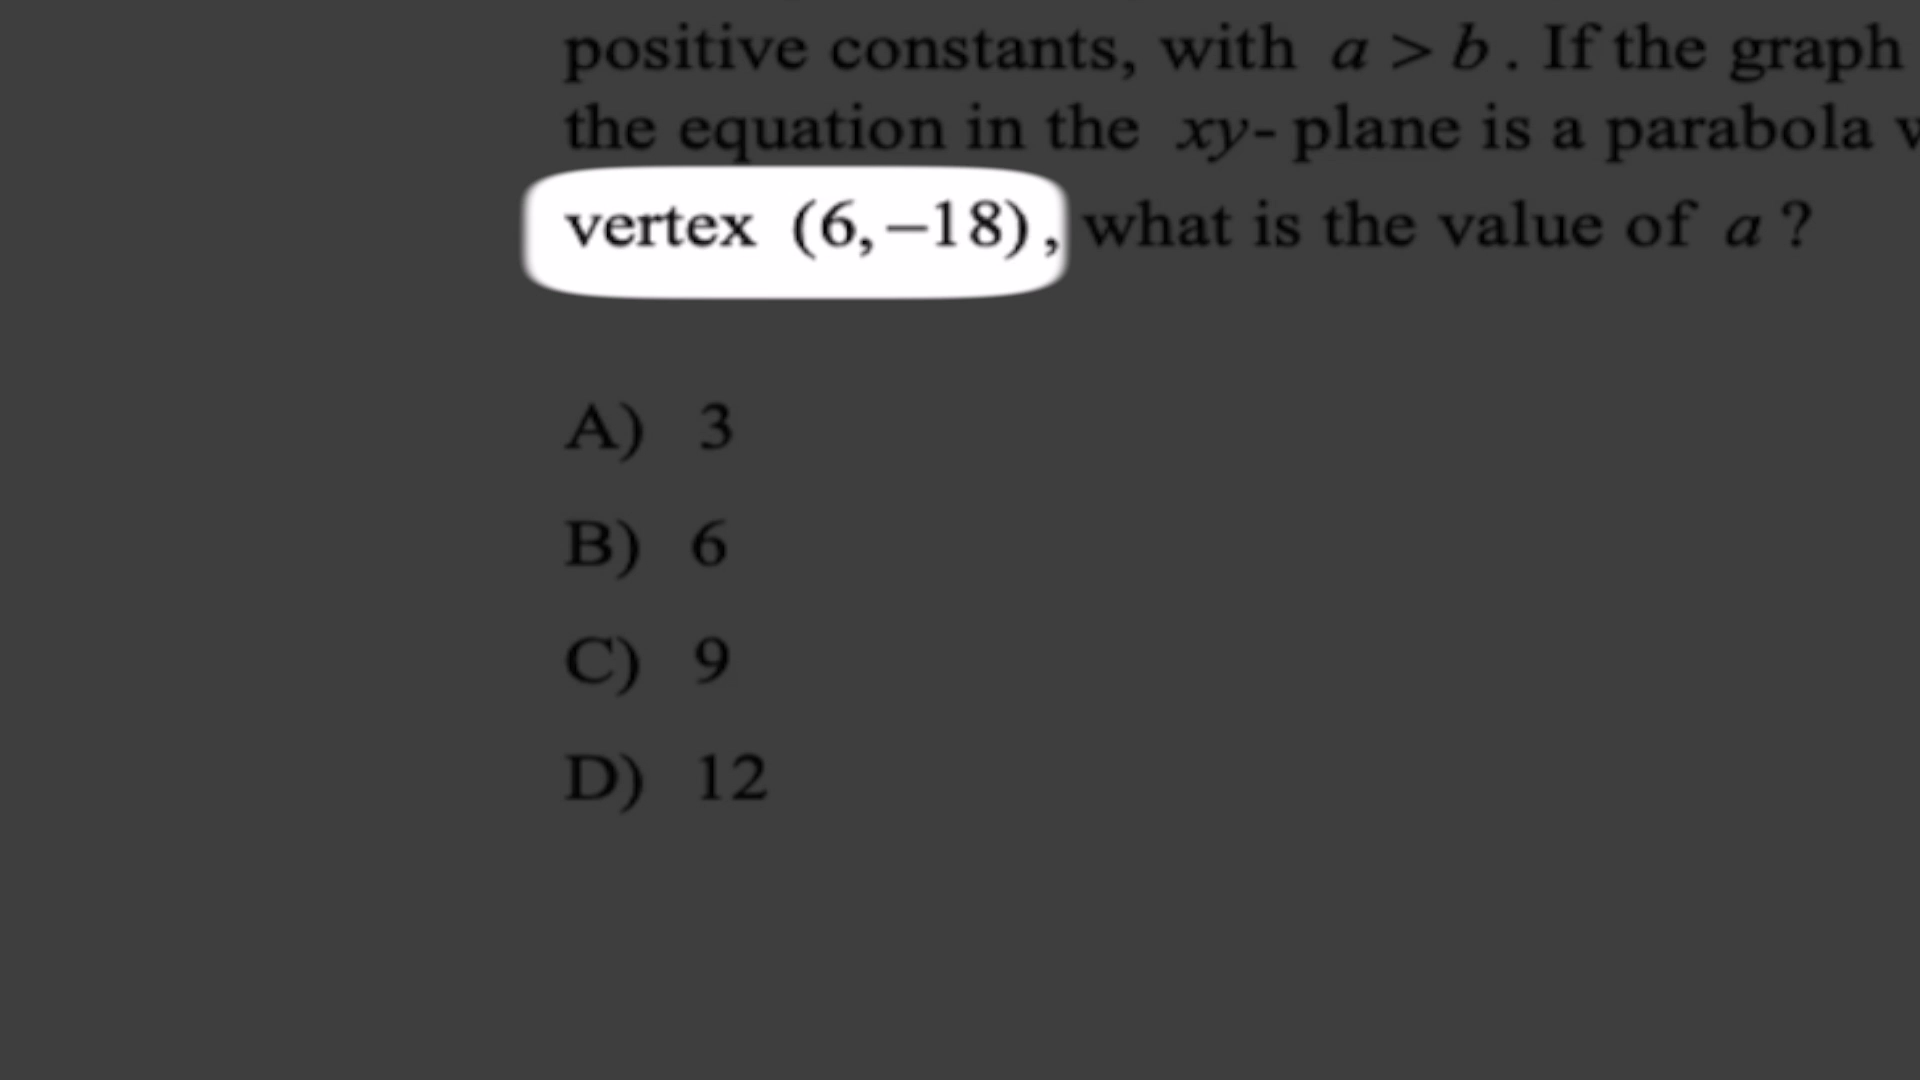 positive constants, with a > b. If the graph
the equation in the xy-plane is a parabola
vertex (6,−18), what is the value of a?
A) 3
B) 6
C) 9
D) 12